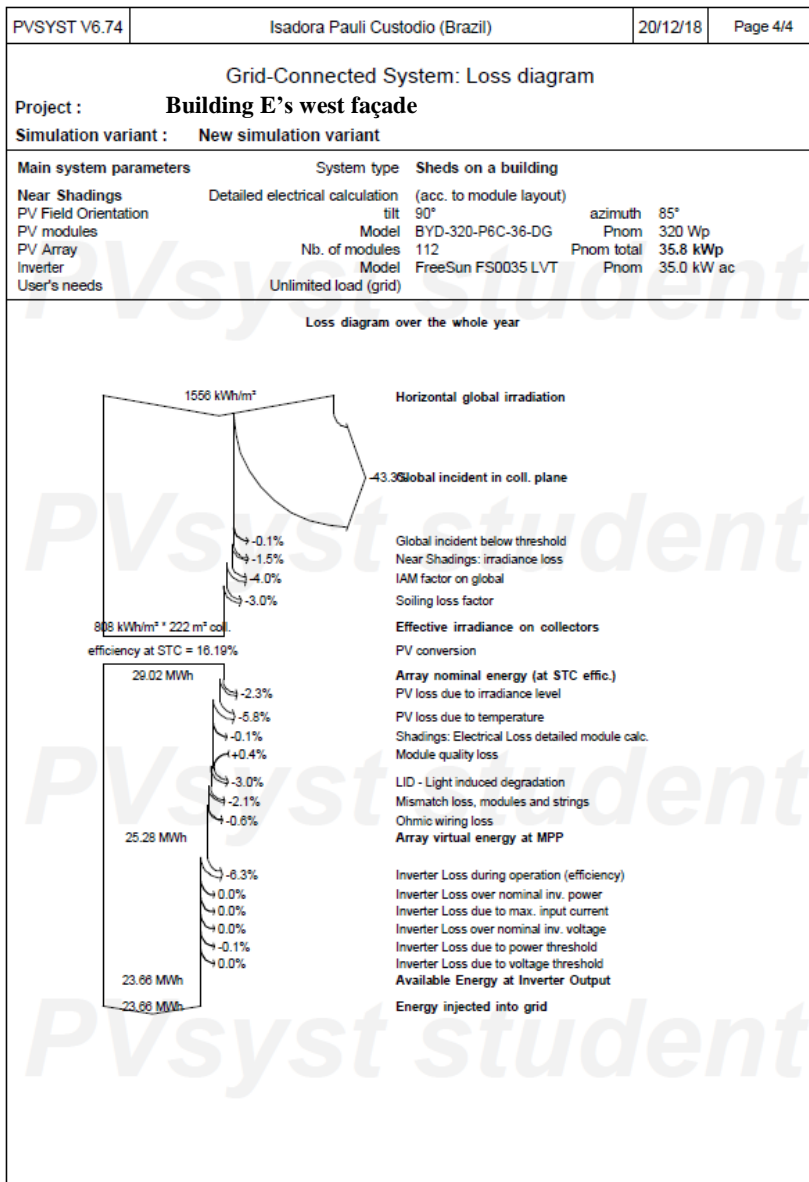 PVSYST V6.74 Isadora Pauli Custodio (Brazil) 20/12/18 Page 4/4
Grid-Connected System: Loss diagram
Project : Building E's west façade
Simulation variant : New simulation variant
Main system parameters System type Sheds on a building
Near Shadings Detailed electrical calculation (acc. to module layout)
PV Field Orientation tilt 90° azimuth 85°
PV modules Model BYD-320-P6C-36-DG Pnom 320 Wp
PV Array Nb. of modules 112 Pnom total 35.8 kWp
Inverter Model FreeSun FS0035 LVT Pnom 35.0 kW ac
User's needs Unlimited load (grid)
PVsyst student
Loss diagram over the whole year
1556 kWh/m² Horizontal global irradiation
-43.3% Global incident in coll. plane
PVsyst student
-0.1% Global incident below threshold
-1.5% Near Shadings: irradiance loss
-4.0% IAM factor on global
-3.0% Soiling loss factor
808 kWh/m² * 222 m² coll. Effective irradiance on collectors
efficiency at STC = 16.19% PV conversion
29.02 MWh Array nominal energy (at STC effic.)
-2.3% PV loss due to irradiance level
-5.8% PV loss due to temperature
-0.1% Shadings: Electrical Loss detailed module calc.
+0.4% Module quality loss
PVsyst student
-3.0% LID - Light induced degradation
-2.1% Mismatch loss, modules and strings
-0.6% Ohmic wiring loss
25.28 MWh Array virtual energy at MPP
-6.3% Inverter Loss during operation (efficiency)
0.0% Inverter Loss over nominal inv. power
0.0% Inverter Loss due to max. input current
0.0% Inverter Loss over nominal inv. voltage
-0.1% Inverter Loss due to power threshold
0.0% Inverter Loss due to voltage threshold
23.66 MWh Available Energy at Inverter Output
23.66 MWh Energy injected into grid
PVsyst student